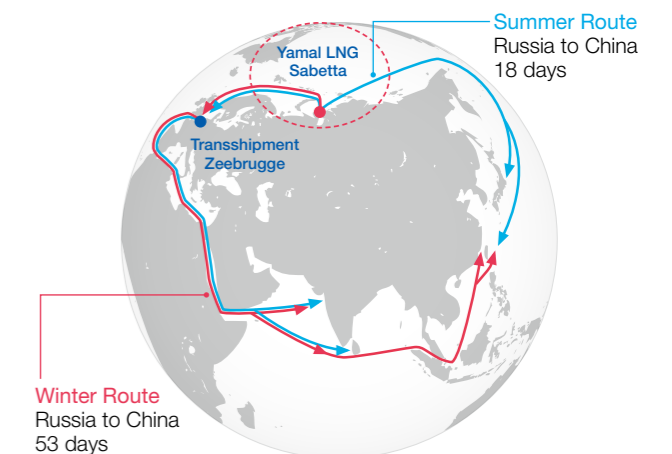 Summer Route
Russia to China
18 days
Yamal LNG
Sabetta
Transshipment
Zeebrugge
Winter Route
Russia to China
53 days